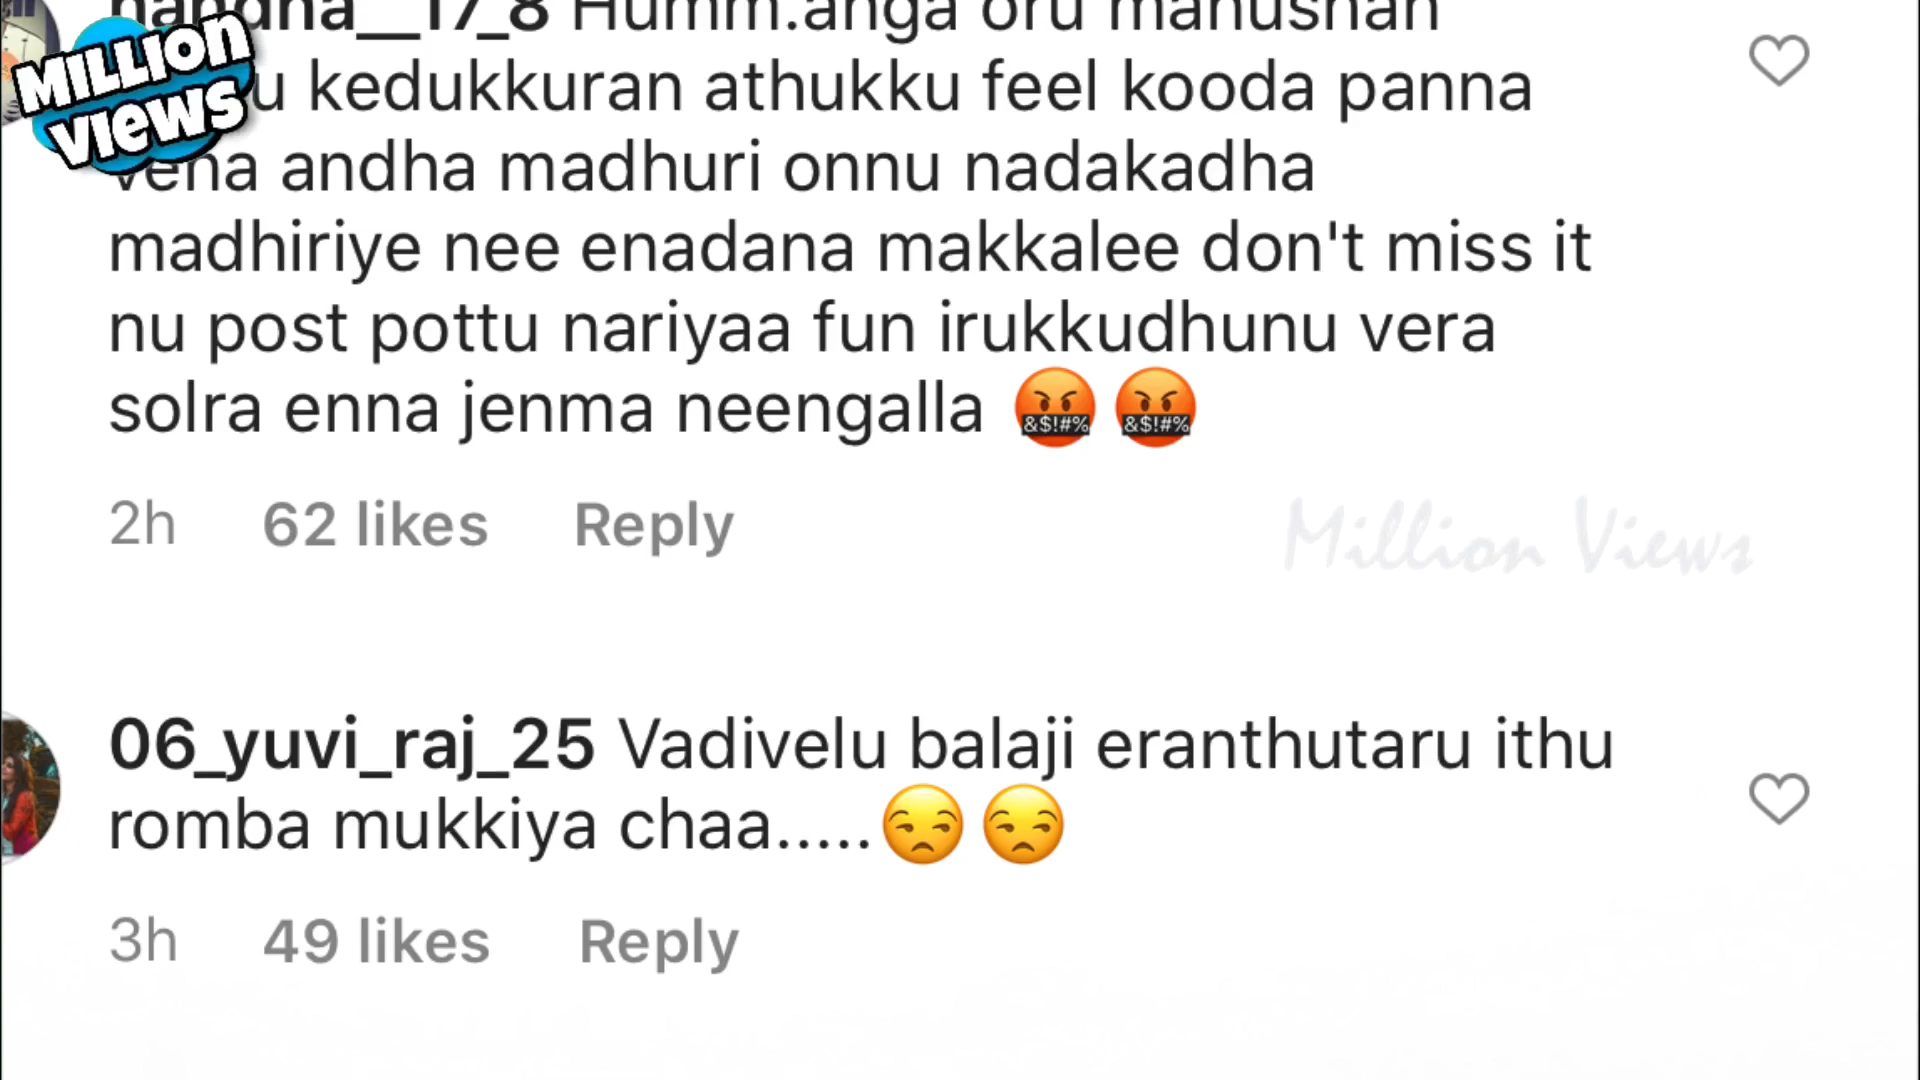 MILLION
VIEWS
nandha__17_8 Humm.anga oru manushan
kedukkuran athukku feel kooda panna
vena andha madhuri onnu nadakadha
madhiriye nee enadana makkalee don't miss it
nu post pottu nariyaa fun irukkudhunu vera
solra enna jenma neengalla 🤬 🤬
2h 62 likes Reply
Million Views
06_yuvi_raj_25 Vadivelu balaji eranthutaru ithu
romba mukkiya chaa.....😒 😒
3h 49 likes Reply